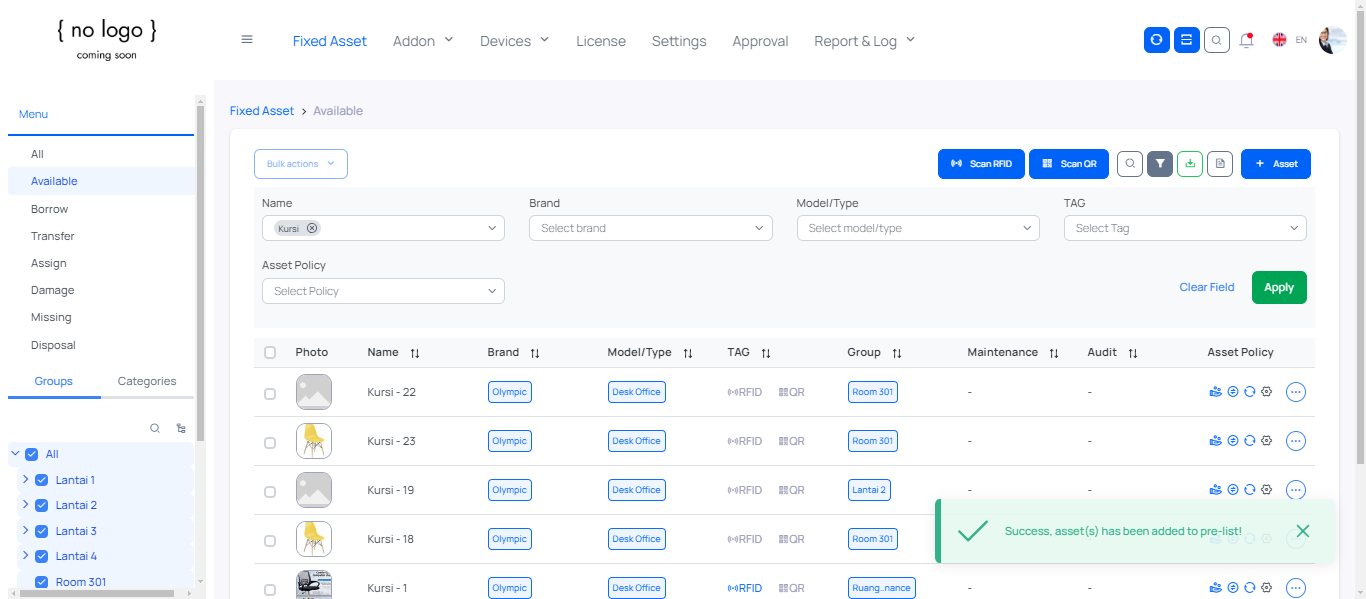 { no logo }
coming soon
Fixed Asset Addon Devices License Settings Approval Report & Log EN
Menu
All
Available
Borrow
Transfer
Assign
Damage
Missing
Disposal
Groups Categories
All
Lantai 1
Lantai 2
Lantai 3
Lantai 4
Room 301
Fixed Asset > Available
Bulk actions Scan RFID Scan QR + Asset
Name Brand Model/Type TAG
Kursi Select brand Select model/type Select Tag
Asset Policy
Select Policy Clear Field Apply
Photo Name Brand Model/Type TAG Group Maintenance Audit Asset Policy
Kursi - 22 Olympic Desk Office RFID QR Room 301 - -
Kursi - 23 Olympic Desk Office RFID QR Room 301 - -
Kursi - 19 Olympic Desk Office RFID QR Lantai 2 - -
Kursi - 18 Olympic Desk Office RFID QR Room 301
Success, asset(s) has been added to pre-list!
Kursi - 1 Olympic Desk Office RFID QR Ruang..nance - -